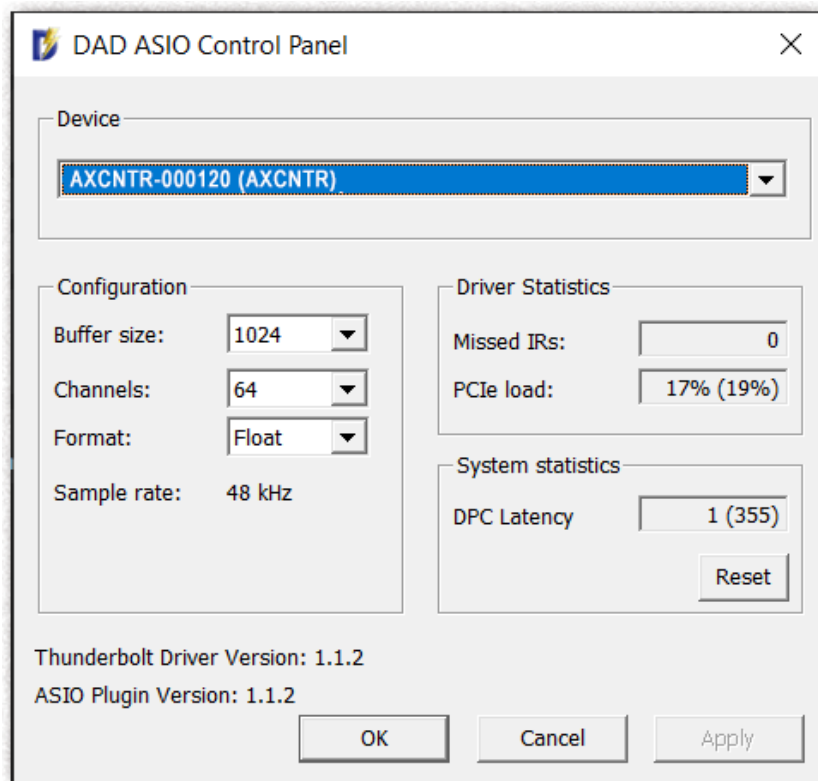 DAD ASIO Control Panel
Device
AXCNTR-000120 (AXCNTR)
Configuration
Buffer size: 1024
Channels: 64
Format: Float
Sample rate: 48 kHz
Driver Statistics
Missed IRs: 0
PCIe load: 17% (19%)
System statistics
DPC Latency 1 (355)
Reset
Thunderbolt Driver Version: 1.1.2
ASIO Plugin Version: 1.1.2
OK Cancel Apply